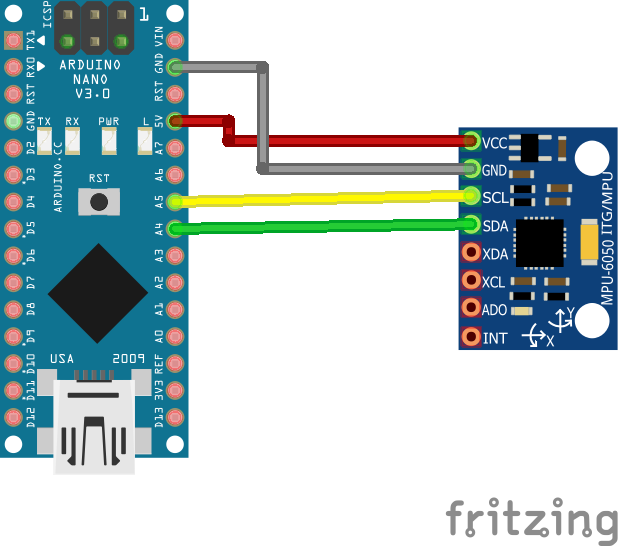 ICSP
1
TX1
RX0
RST
GND
D2
D3
D4
D5
D6
D7
D8
D9
D10
D11
D12
ARDUINO
NANO
V3.0
TX RX PWR L
ARDUINO.CC
RST
USA 2009
VIN
GND
RST
5V
A7
A6
A5
A4
A3
A2
A1
A0
REF
3V3
D13
VCC
GND
SCL
SDA
XDA
XCL
ADO
INT
MPU-6050 ITG/MPU
Y
X
fritzing